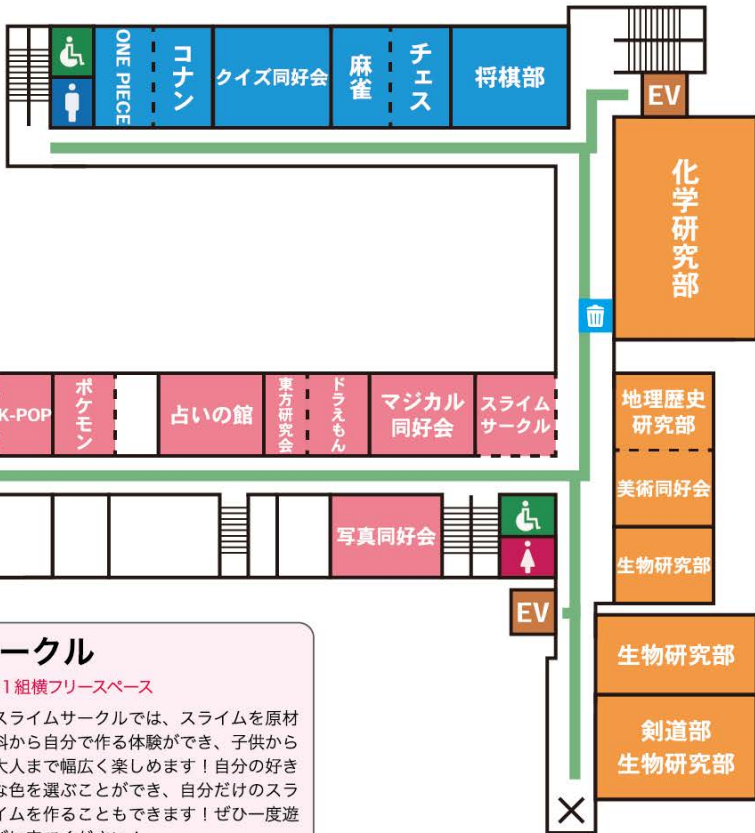 ONE PIECE
コナン
クイズ同好会
麻雀
チェス
将棋部
EV
化学研究部
K-POP
ポケモン
占いの館
東方研究会
ドラえもん
マジカル
同好会
スライム
サークル
地理歴史
研究部
美術同好会
生物研究部
写真同好会
EV
生物研究部
剣道部
生物研究部
ークル
1組横フリースペース
スライムサークルでは、スライムを原材
料から自分で作る体験ができ、子供から
大人まで幅広く楽しめます！自分の好き
な色を選ぶことができ、自分だけのスラ
イムを作ることもできます！ぜひ一度遊